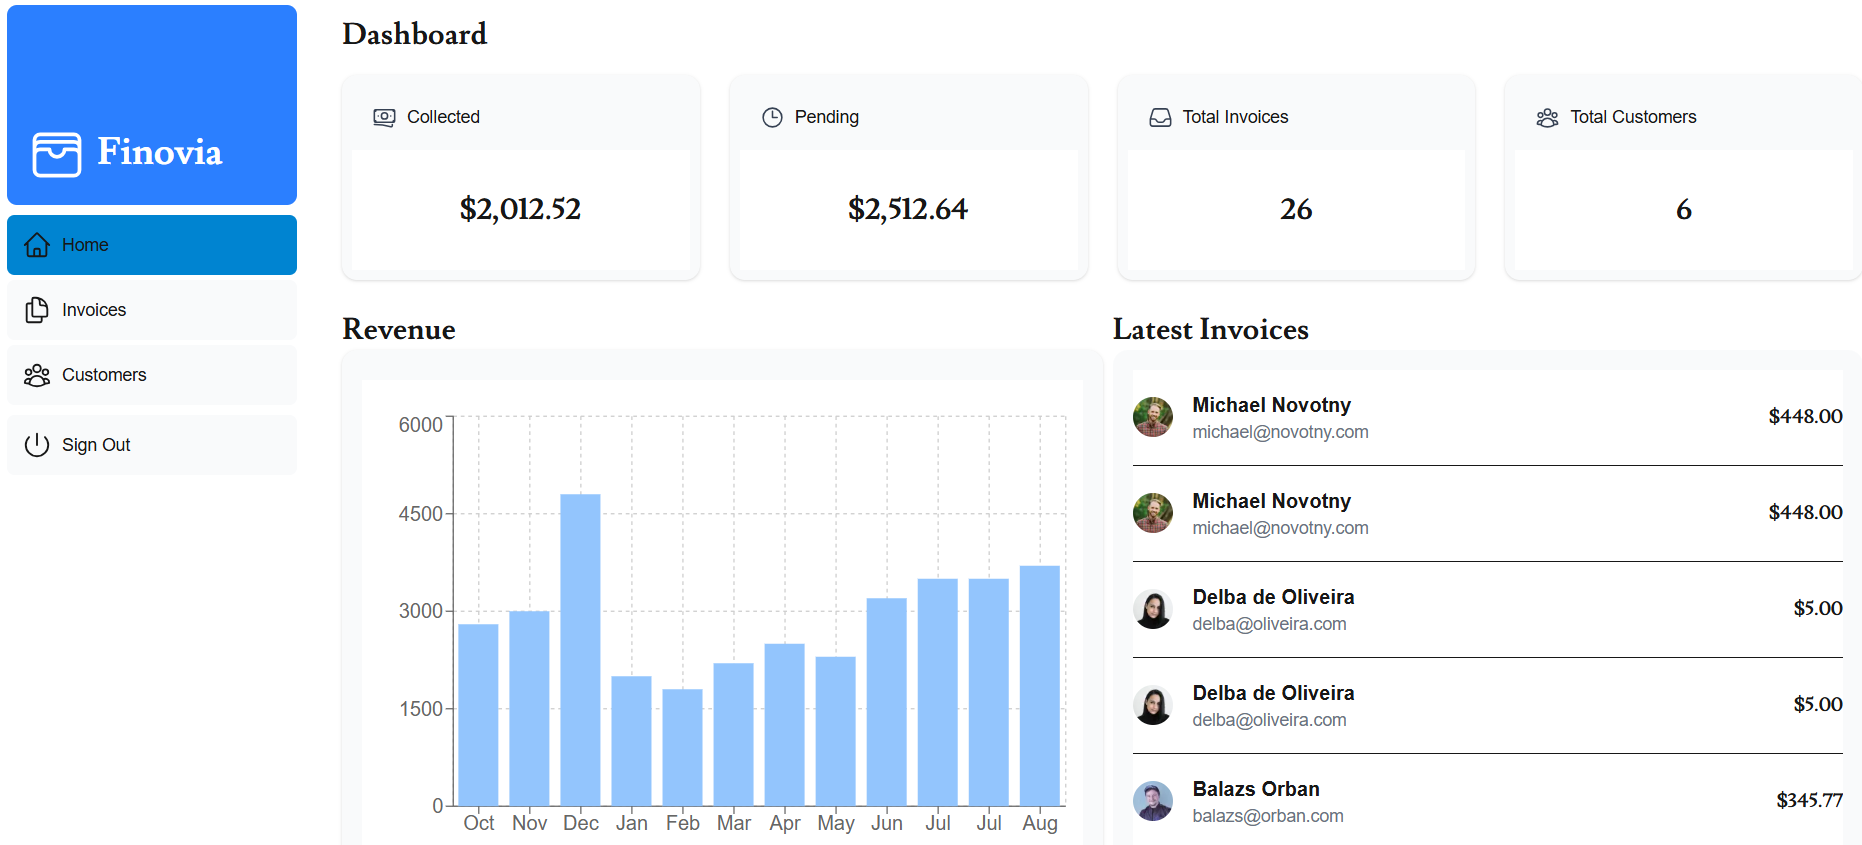 Finovia
Home
Invoices
Customers
Sign Out
Dashboard
Collected
$2,012.52
Pending
$2,512.64
Total Invoices
26
Total Customers
6
Revenue
6000
4500
3000
1500
0
Oct Nov Dec Jan Feb Mar Apr May Jun Jul Jul Aug
Latest Invoices
Michael Novotny
michael@novotny.com
$448.00
Michael Novotny
michael@novotny.com
$448.00
Delba de Oliveira
delba@oliveira.com
$5.00
Delba de Oliveira
delba@oliveira.com
$5.00
Balazs Orban
balazs@orban.com
$345.77